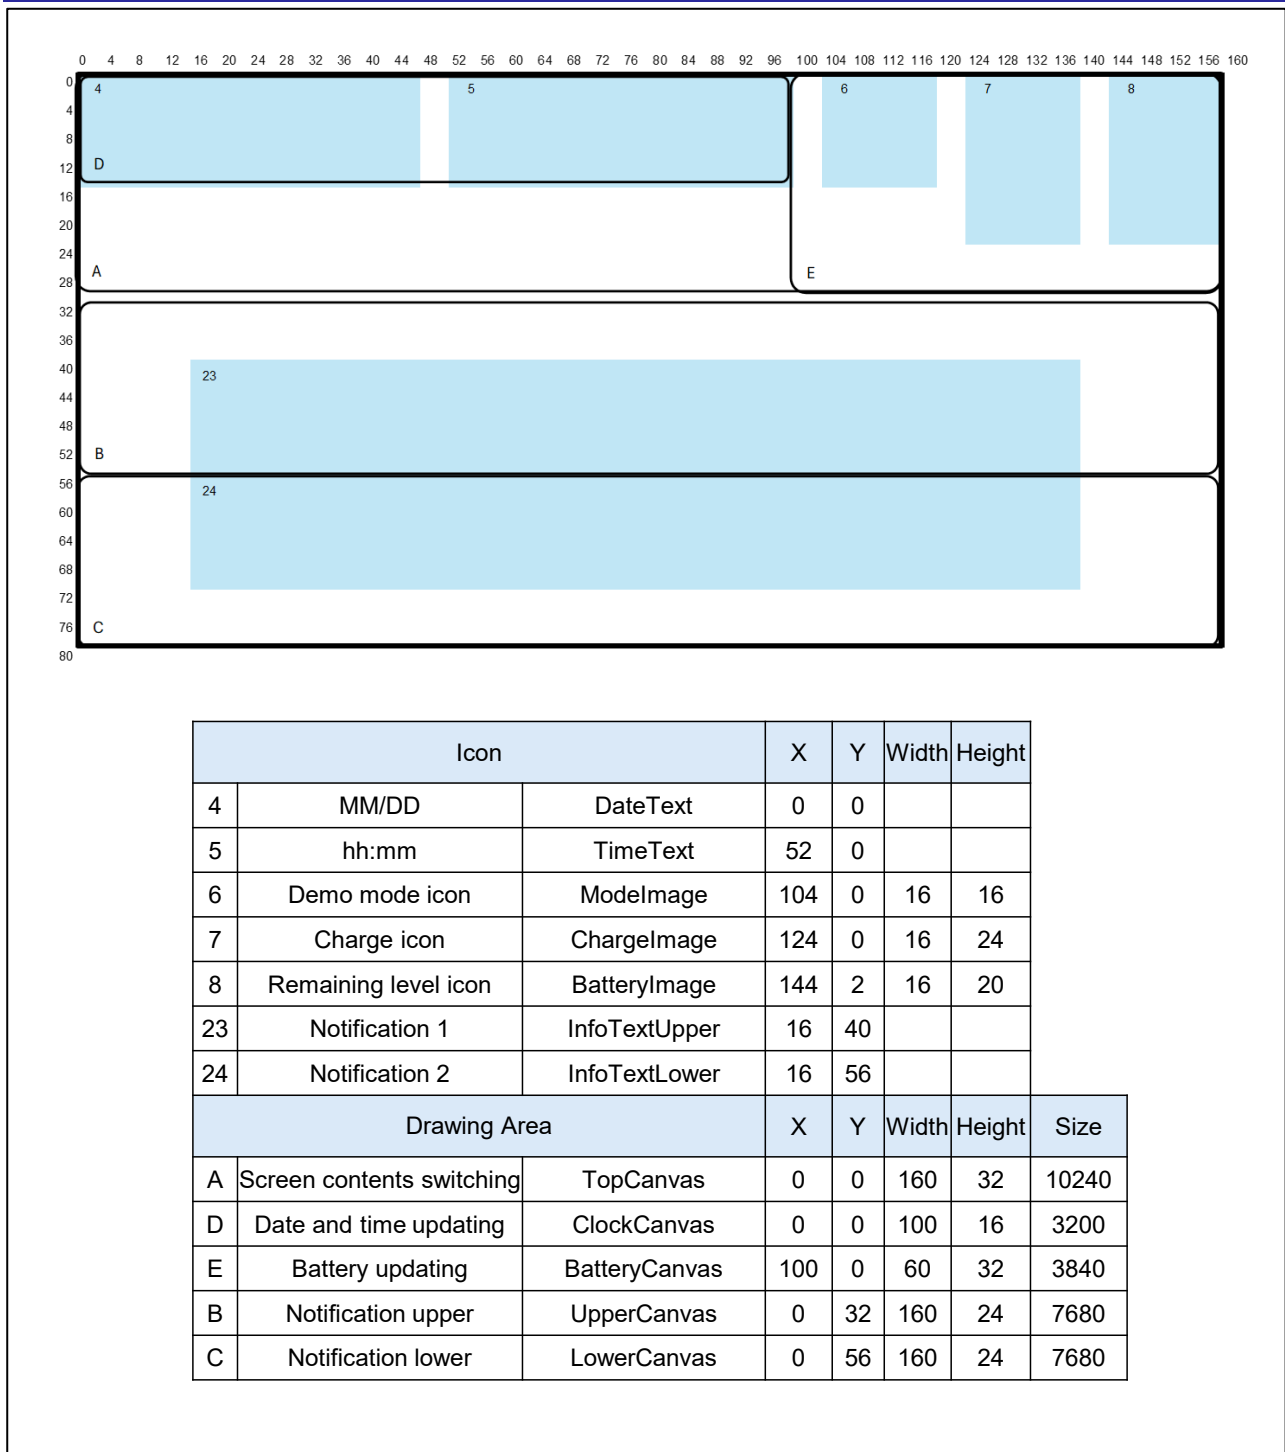 0 4 8 12 16 20 24 28 32 36 40 44 48 52 56 60 64 68 72 76 80 84 88 92 96 100 104 108 112 116 120 124 128 132 136 140 144 148 152 156 160
0
4 5 6 7 8
4
8
12 D
16
20
24
A E
28
32
36
40
23
44
48
52 B
56
24
60
64
68
72
76 C
80
Icon X Y Width Height
4 MM/DD DateText 0 0
5 hh:mm TimeText 52 0
6 Demo mode icon ModeImage 104 0 16 16
7 Charge icon ChargeImage 124 0 16 24
8 Remaining level icon BatteryImage 144 2 16 20
23 Notification 1 InfoTextUpper 16 40
24 Notification 2 InfoTextLower 16 56
Drawing Area X Y Width Height Size
A Screen contents switching TopCanvas 0 0 160 32 10240
D Date and time updating ClockCanvas 0 0 100 16 3200
E Battery updating BatteryCanvas 100 0 60 32 3840
B Notification upper UpperCanvas 0 32 160 24 7680
C Notification lower LowerCanvas 0 56 160 24 7680